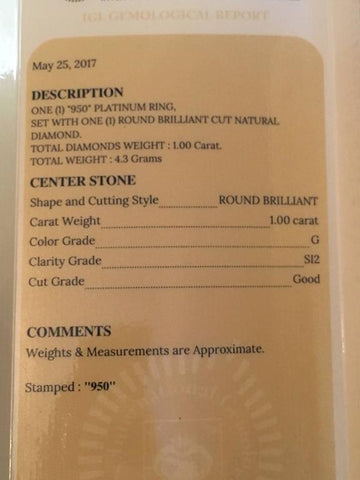 IGI GEMOLOGICAL REPORT
May 25, 2017
DESCRIPTION
ONE (1) "950" PLATINUM RING,
SET WITH ONE (1) ROUND BRILLIANT CUT NATURAL
DIAMOND.
TOTAL DIAMONDS WEIGHT : 1.00 Carat.
TOTAL WEIGHT : 4.3 Grams
CENTER STONE
Shape and Cutting Style ROUND BRILLIANT
Carat Weight 1.00 carat
Color Grade G
Clarity Grade SI2
Cut Grade Good
COMMENTS
Weights & Measurements are Approximate.
Stamped : "950"